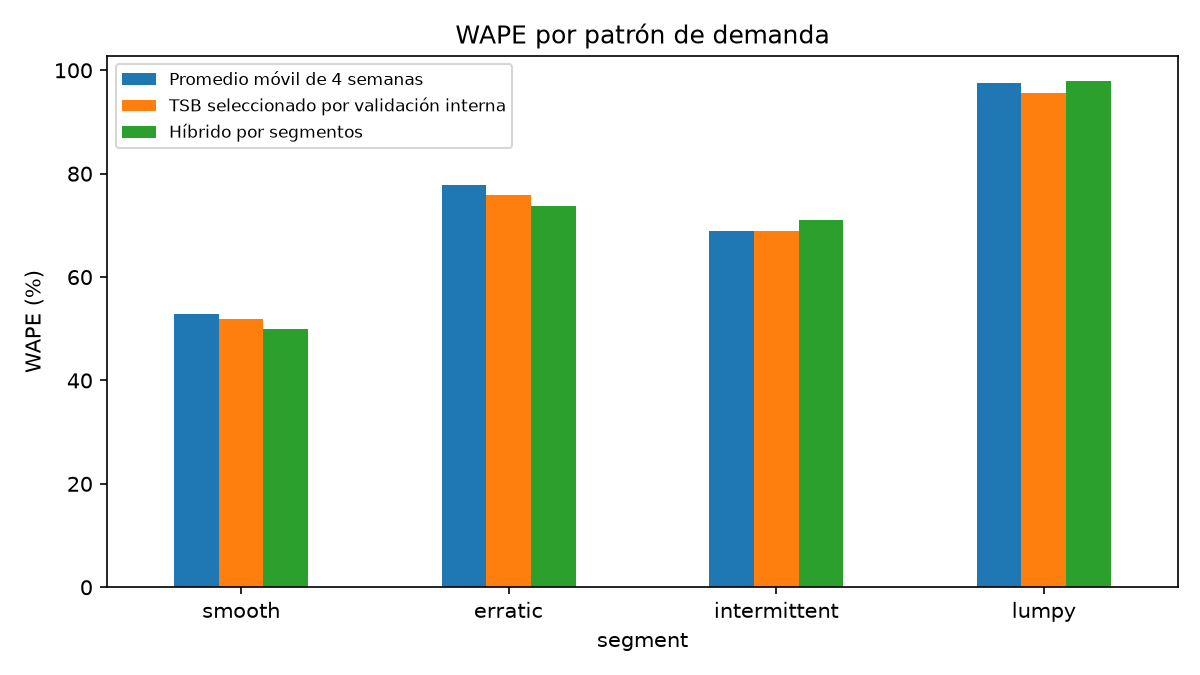 WAPE por patrón de demanda
Promedio móvil de 4 semanas
TSB seleccionado por validación interna
Híbrido por segmentos
WAPE (%)
100
80
60
40
20
0
smooth erratic intermittent lumpy
segment